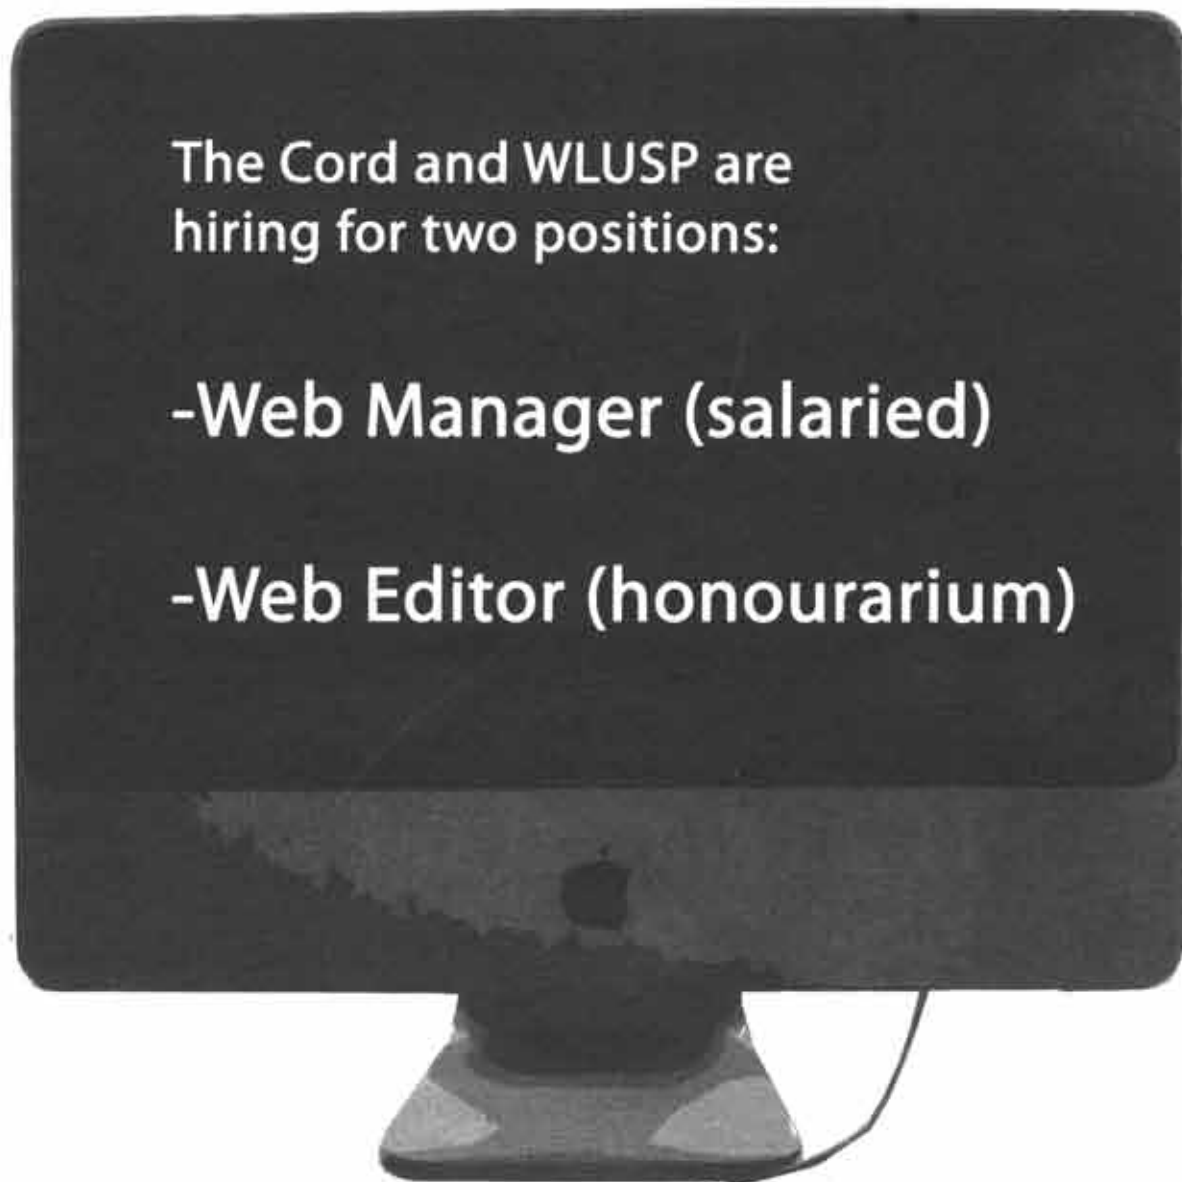 The Cord and WLUSP are
hiring for two positions:
-Web Manager (salaried)
-Web Editor (honourarium)